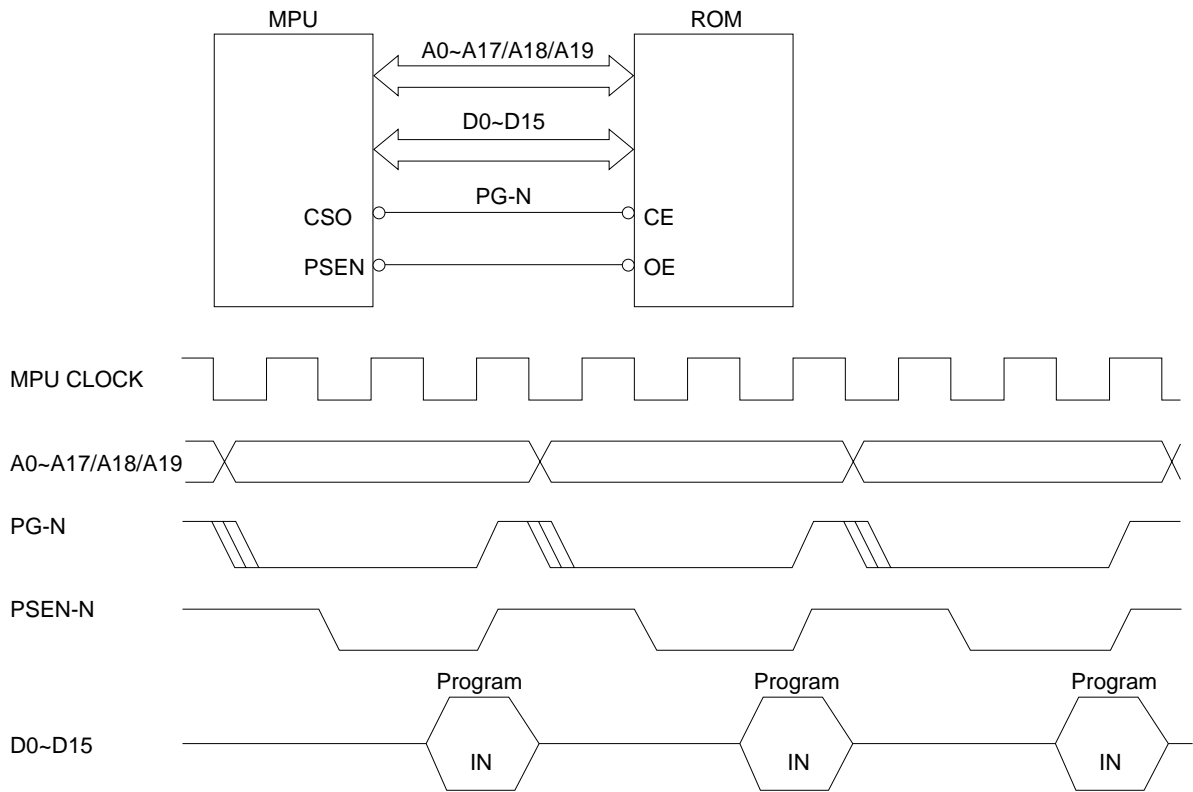 MPU ROM
A0~A17/A18/A19
D0~D15
PG-N
CSO CE
PSEN OE
MPU CLOCK
A0~A17/A18/A19
PG-N
PSEN-N
Program Program Program
D0~D15
IN IN IN